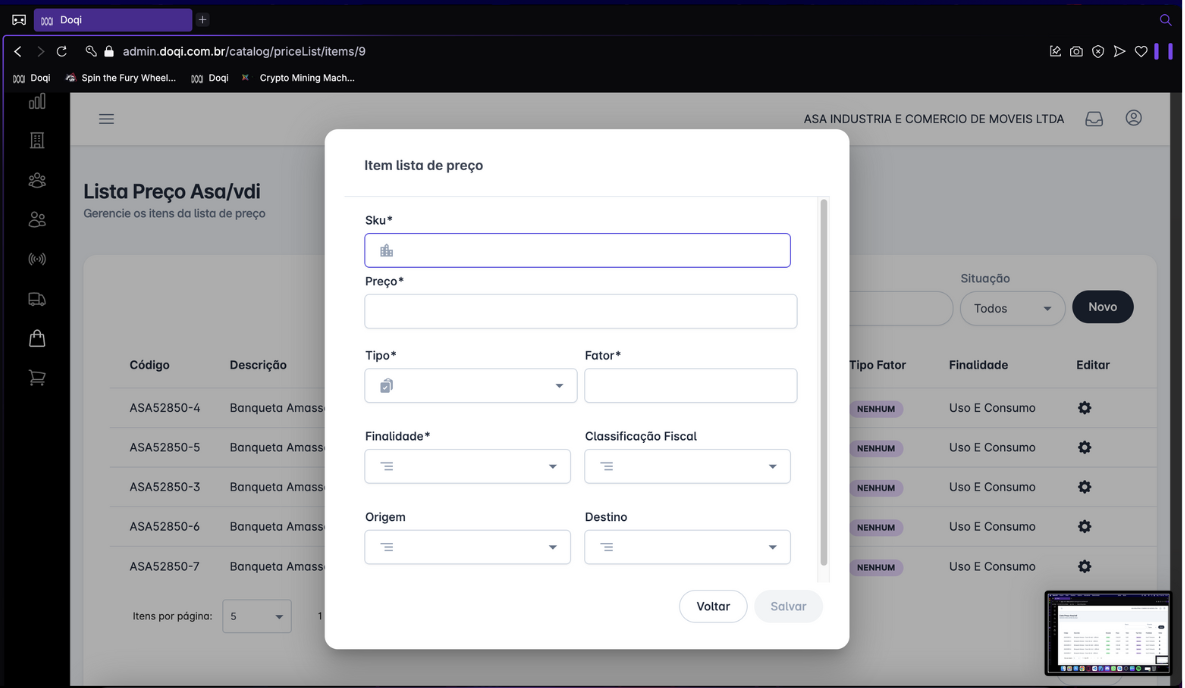 Doqi
admin.doqi.com.br/catalog/priceList/items/9
Doqi Spin the Fury Wheel... Doqi Crypto Mining Mach...
ASA INDUSTRIA E COMERCIO DE MOVEIS LTDA
Lista Preço Asa/vdi
Gerencie os itens da lista de preço
Item lista de preço
Sku*
Preço*
Tipo* Fator*
Finalidade* Classificação Fiscal
Origem Destino
Voltar Salvar
Situação
Todos Novo
Código Descrição Tipo Fator Finalidade Editar
ASA52850-4 Banqueta Amass NENHUM Uso E Consumo
ASA52850-5 Banqueta Amass NENHUM Uso E Consumo
ASA52850-3 Banqueta Amass NENHUM Uso E Consumo
ASA52850-6 Banqueta Amass NENHUM Uso E Consumo
ASA52850-7 Banqueta Amass NENHUM Uso E Consumo
Itens por página: 5 1